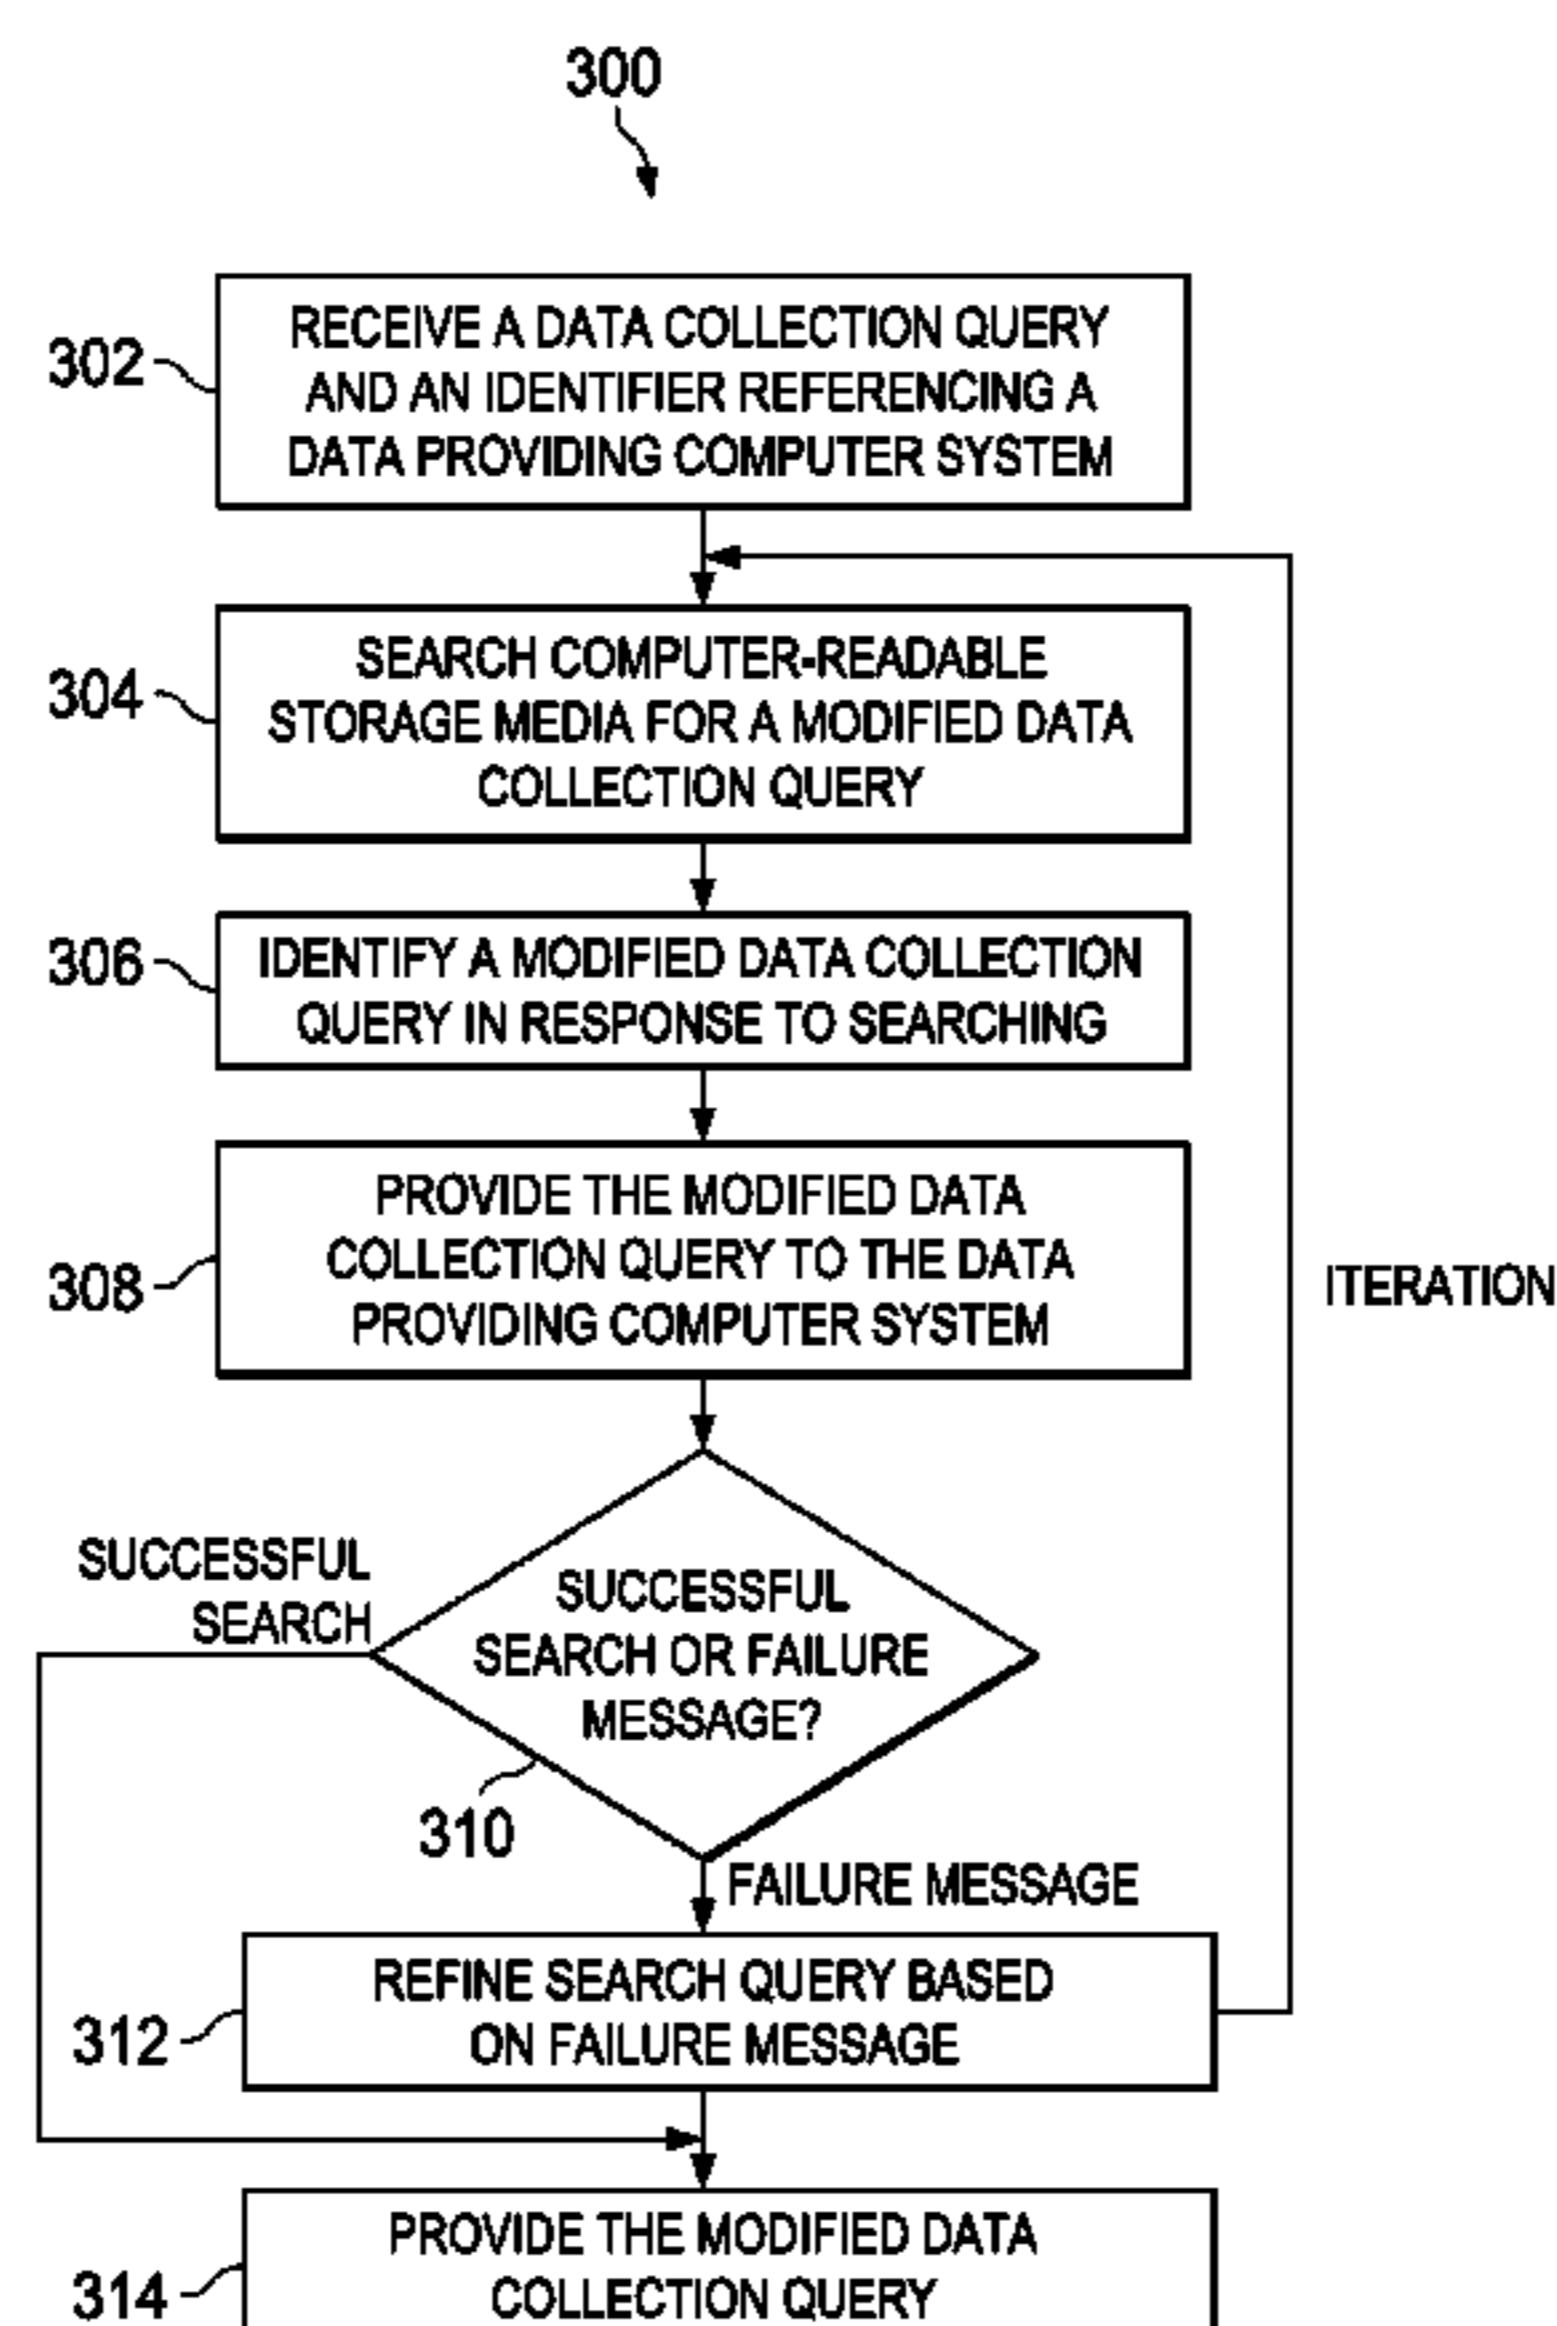 300
302
RECEIVE A DATA COLLECTION QUERY
AND AN IDENTIFIER REFERENCING A
DATA PROVIDING COMPUTER SYSTEM
304
SEARCH COMPUTER-READABLE
STORAGE MEDIA FOR A MODIFIED DATA
COLLECTION QUERY
306
IDENTIFY A MODIFIED DATA COLLECTION
QUERY IN RESPONSE TO SEARCHING
308
PROVIDE THE MODIFIED DATA
COLLECTION QUERY TO THE DATA
PROVIDING COMPUTER SYSTEM
ITERATION
SUCCESSFUL
SEARCH
SUCCESSFUL
SEARCH OR FAILURE
MESSAGE?
310
FAILURE MESSAGE
312
REFINE SEARCH QUERY BASED
ON FAILURE MESSAGE
314
PROVIDE THE MODIFIED DATA
COLLECTION QUERY